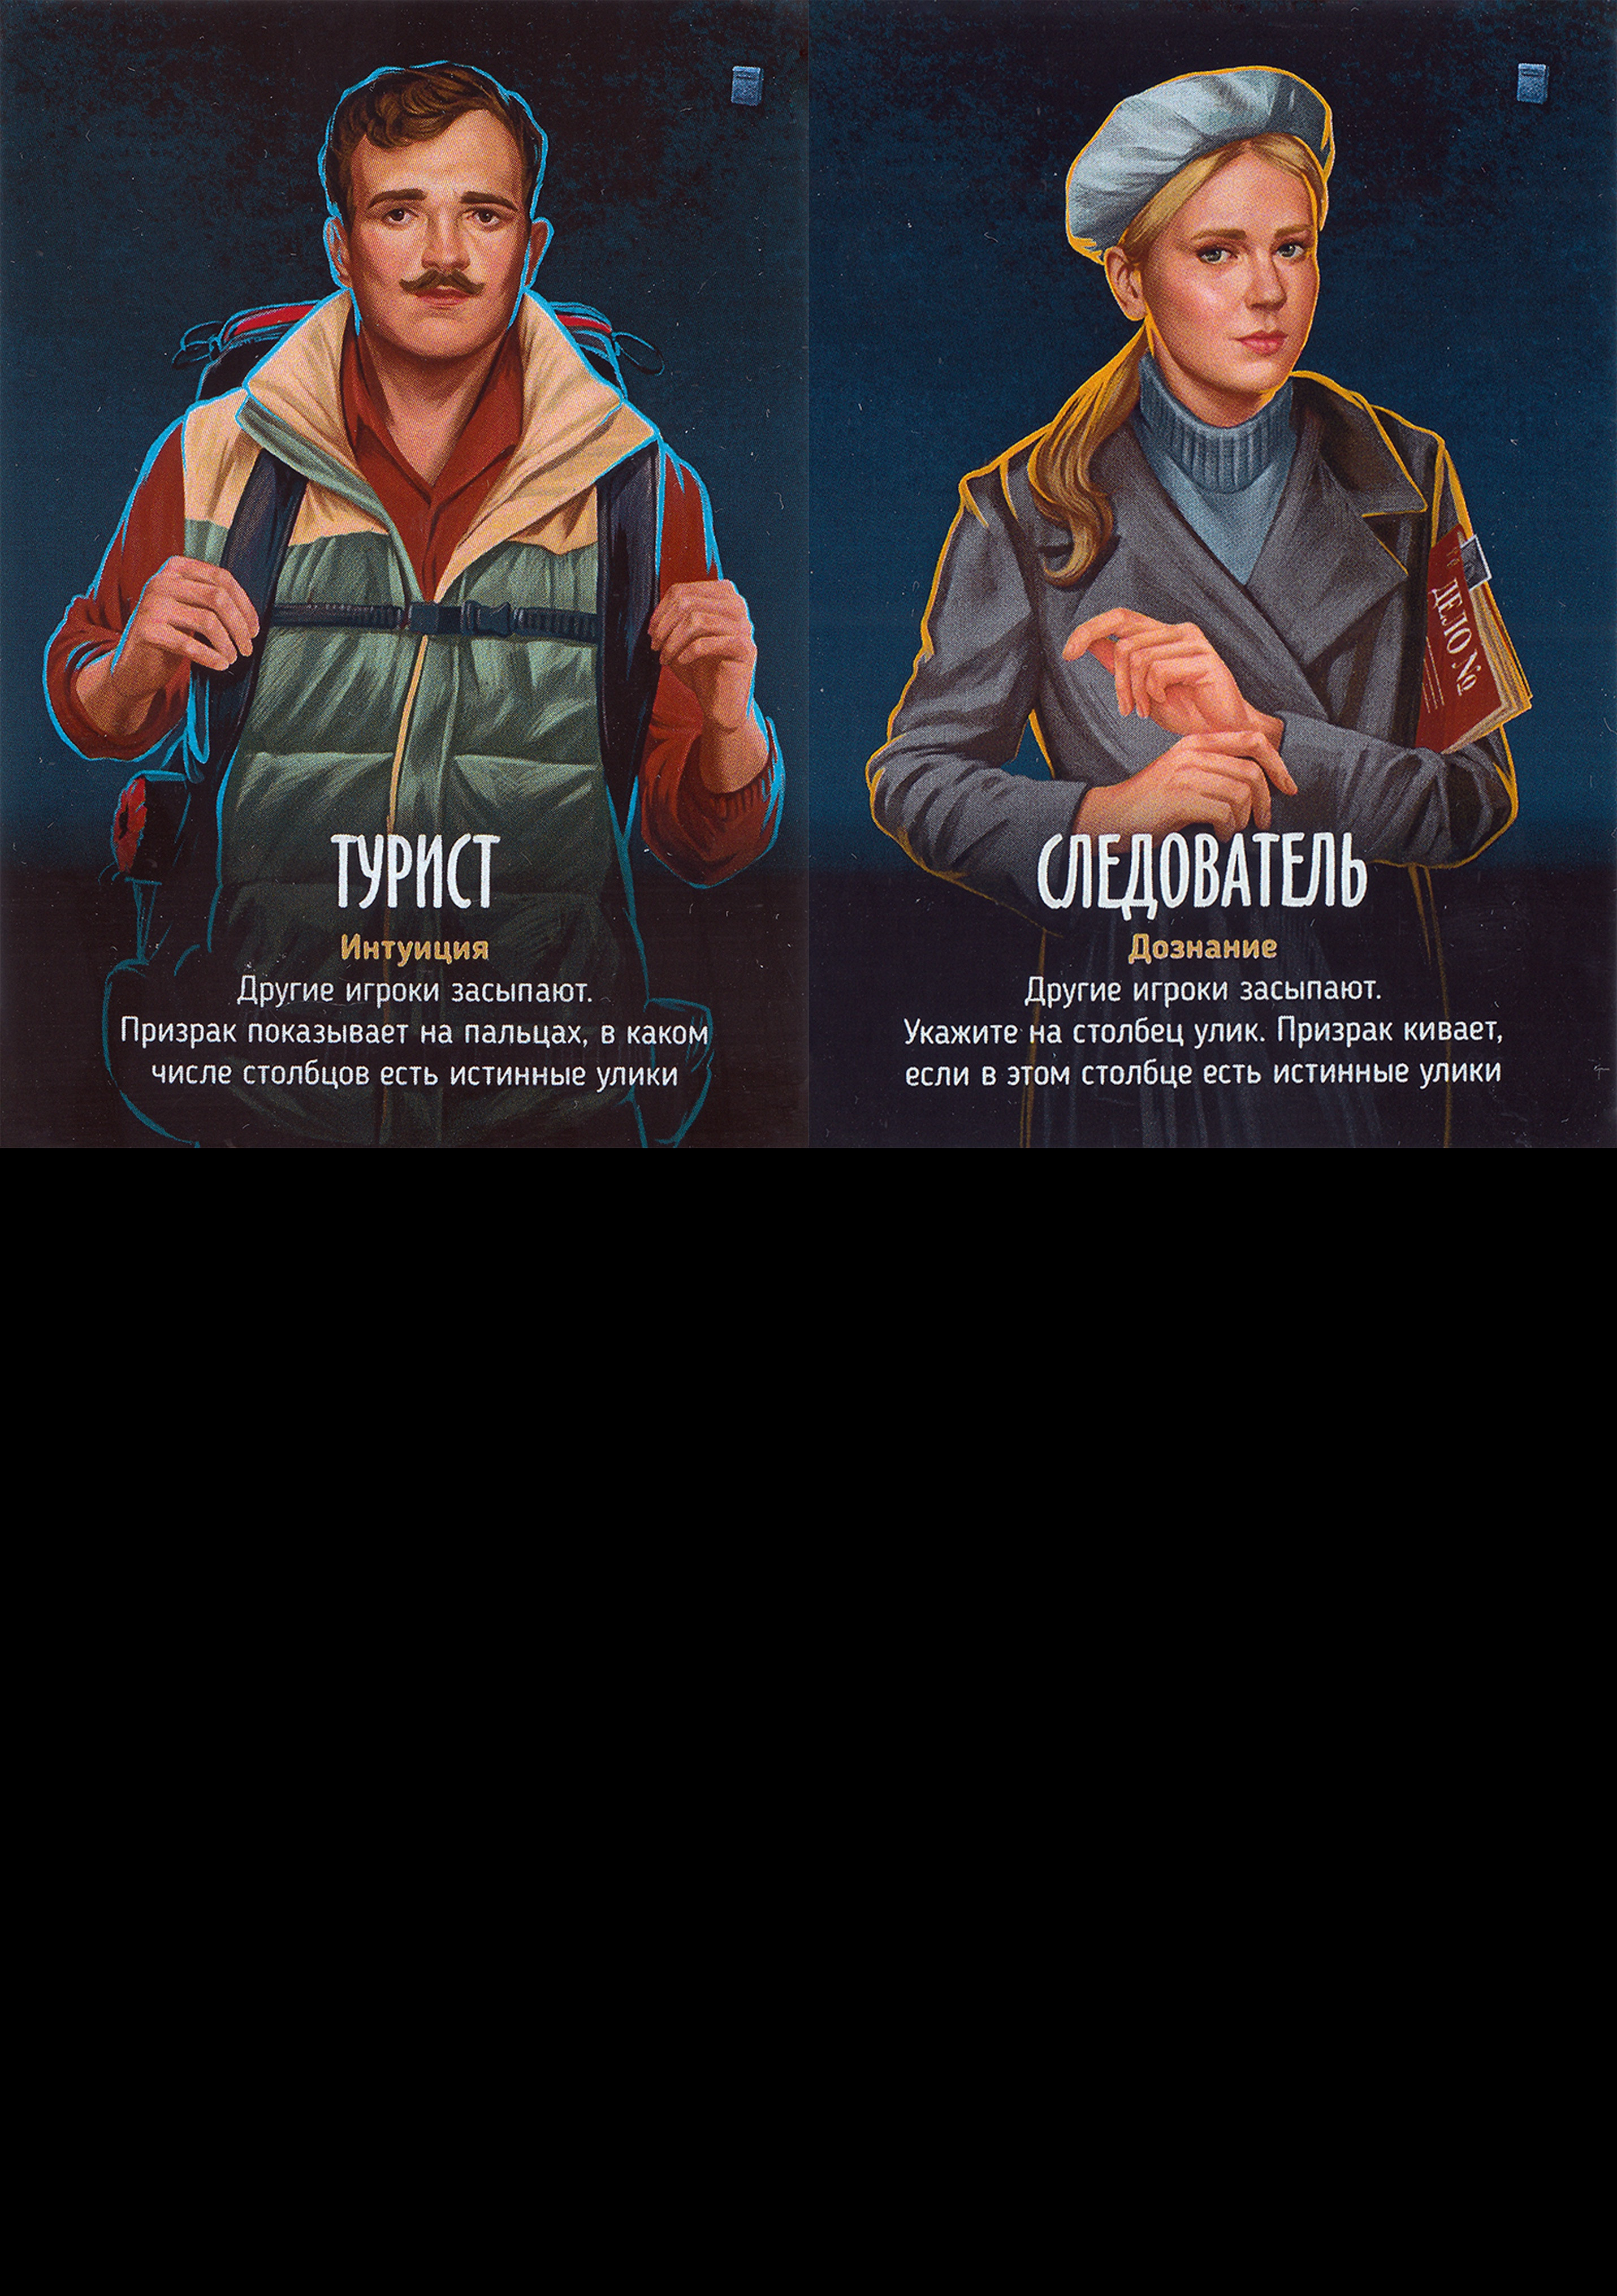 ТУРИСТ
Интуиция
Другие игроки засыпают.
Призрак показывает на пальцах, в каком
числе столбцов есть истинные улики
ДЕЛО №
СЛЕДОВАТЕЛЬ
Дознание
Другие игроки засыпают.
Укажите на столбец улик. Призрак кивает,
если в этом столбце есть истинные улики